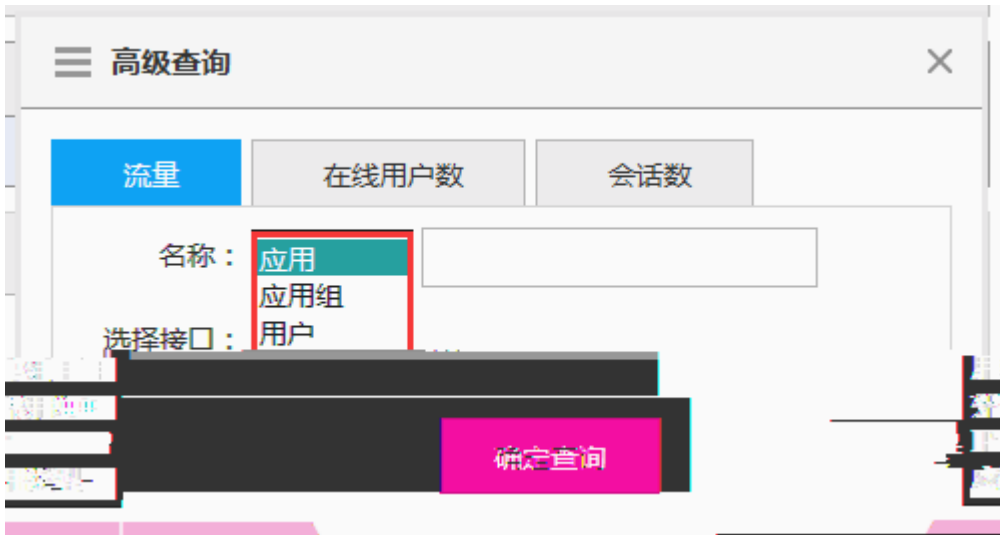 高级查询
流量 在线用户数 会话数
名称： 应用
应用组
选择接口： 用户
确定查询